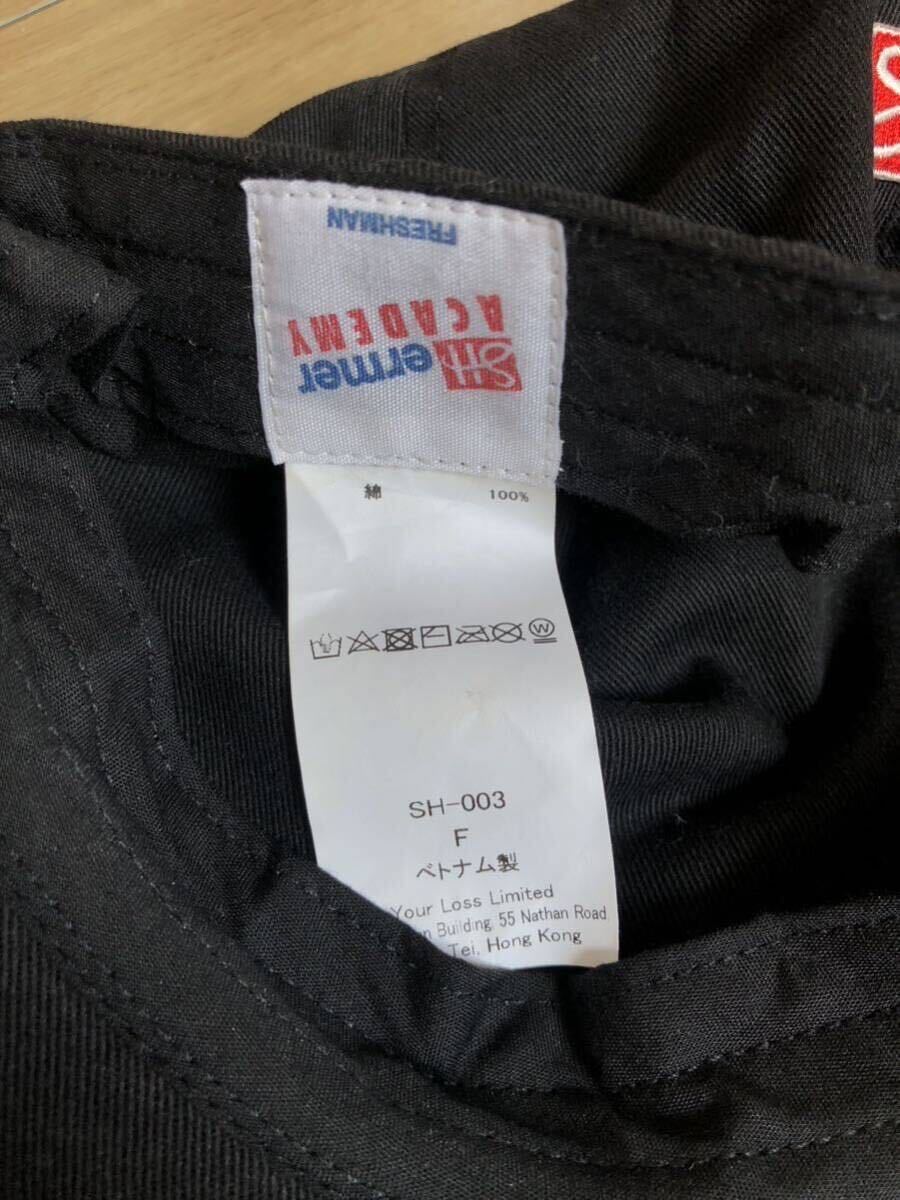 SHermer
ACADEMY
FRESHMAN
綿 100%
W
SH-003
F
ベトナム製
Your Loss Limited
Building, 55 Nathan Road
Tei, Hong Kong